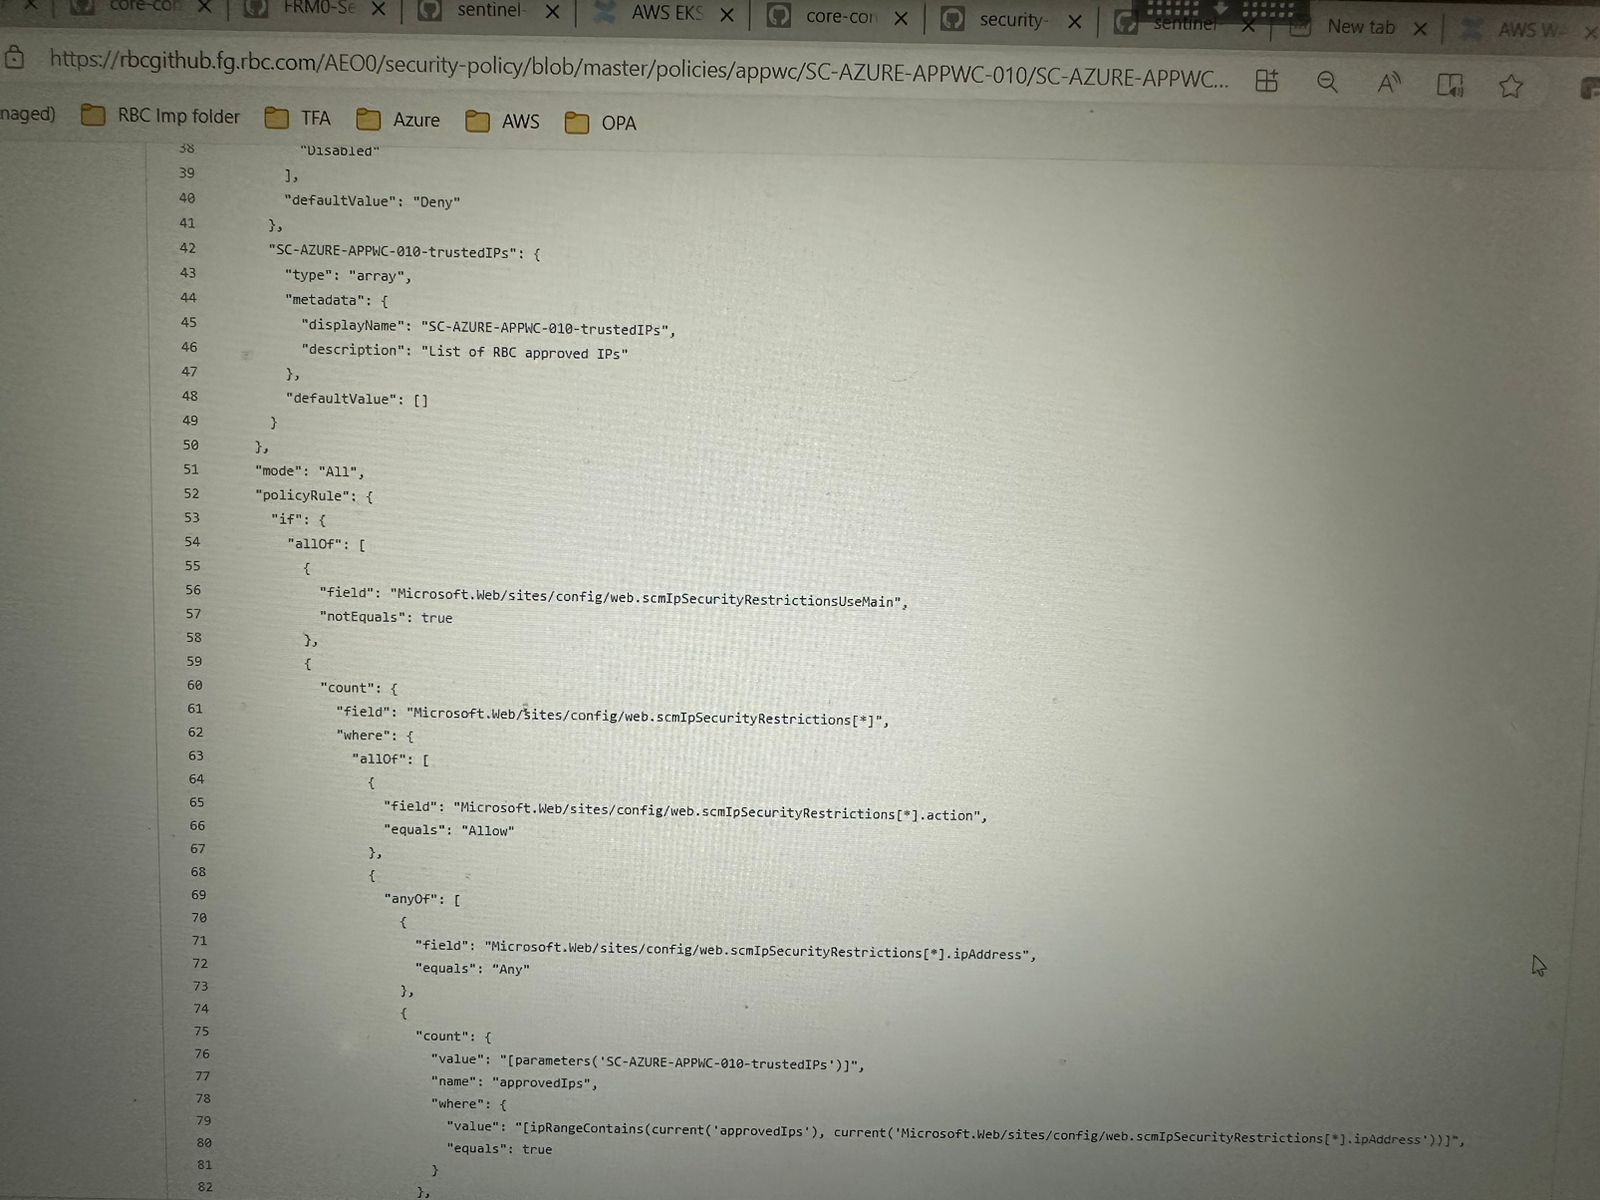 core-con
FRM0-Se
sentinel-
AWS EKS
core-con
security-
sentinel-
New tab
AWS WA
https://rbcgithub.fg.rbc.com/AEO0/security-policy/blob/master/policies/appwc/SC-AZURE-APPWC-010/SC-AZURE-APPWC...
naged)
RBC Imp folder
TFA
Azure
AWS
OPA
38 "Disabled"
39 ],
40 "defaultValue": "Deny"
41 },
42 "SC-AZURE-APPWC-010-trustedIPs": {
43 "type": "array",
44 "metadata": {
45 "displayName": "SC-AZURE-APPWC-010-trustedIPs",
46 "description": "List of RBC approved IPs"
47 },
48 "defaultValue": []
49 }
50 },
51 "mode": "All",
52 "policyRule": {
53 "if": {
54 "allOf": [
55 {
56 "field": "Microsoft.Web/sites/config/web.scmIpSecurityRestrictionsUseMain",
57 "notEquals": true
58 },
59 {
60 "count": {
61 "field": "Microsoft.Web/sites/config/web.scmIpSecurityRestrictions[*]",
62 "where": {
63 "allOf": [
64 {
65 "field": "Microsoft.Web/sites/config/web.scmIpSecurityRestrictions[*].action",
66 "equals": "Allow"
67 },
68 {
69 "anyOf": [
70 {
71 "field": "Microsoft.Web/sites/config/web.scmIpSecurityRestrictions[*].ipAddress",
72 "equals": "Any"
73 },
74 {
75 "count": {
76 "value": "[parameters('SC-AZURE-APPWC-010-trustedIPs')]",
77 "name": "approvedIps",
78 "where": {
79 "value": "[ipRangeContains(current('approvedIps'), current('Microsoft.Web/sites/config/web.scmIpSecurityRestrictions[*].ipAddress'))]",
80 "equals": true
81 }
82 },